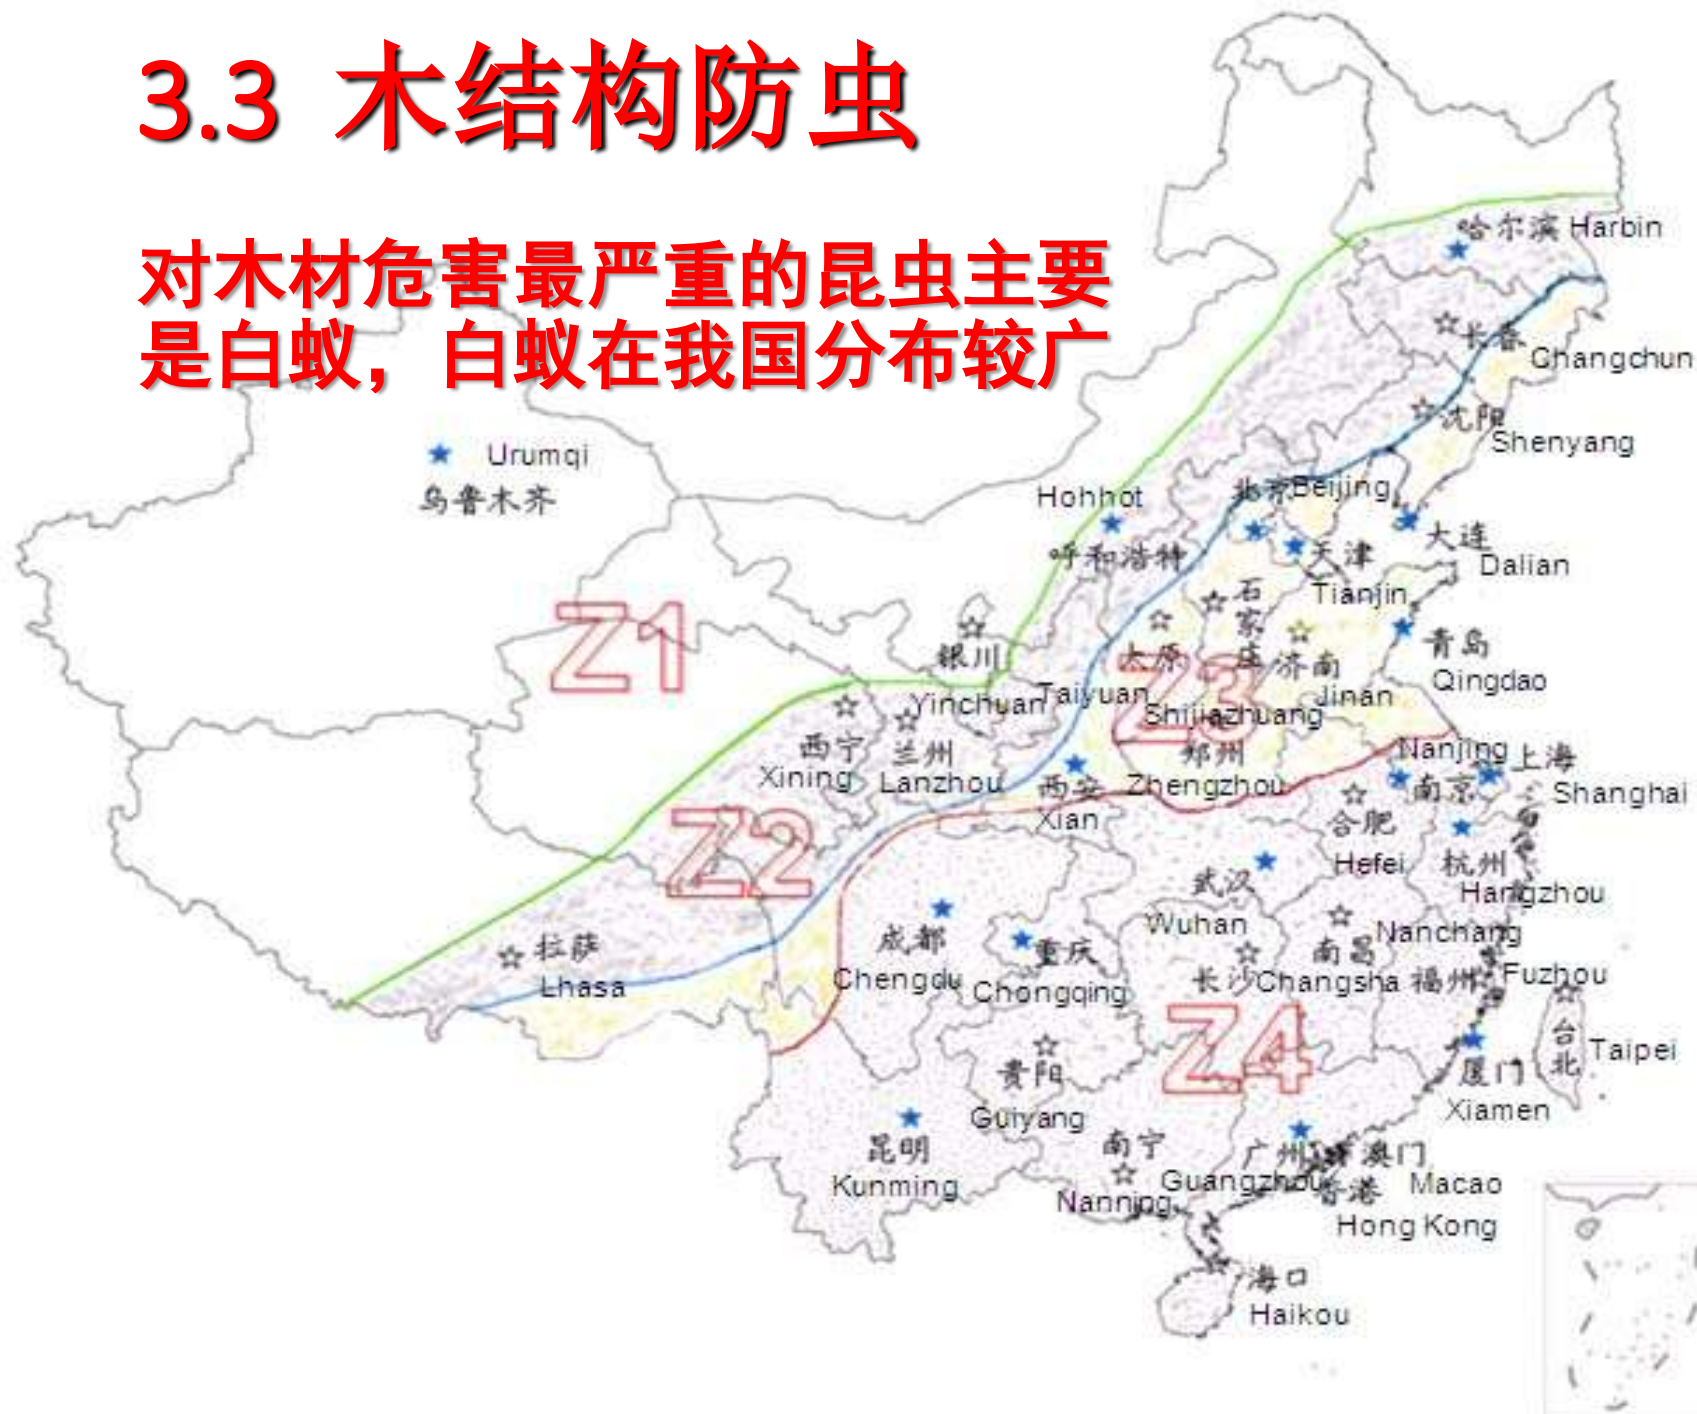 3.3 木结构防虫
对木材危害最严重的昆虫主要
是白蚁，白蚁在我国分布较广
哈尔滨 Harbin
长春
Changchun
沈阳
Shenyang
Urumqi
乌鲁木齐
Hohhot
呼和浩特
北京 Beijing
大连
Dalian
天津
Tianjin
石家庄
Z1
银川
Yinchuan
太原
Taiyuan
济南
Jinan
青岛
Qingdao
Z3
Shijiazhuang
西宁
Xining
兰州
Lanzhou
西安
Xian
郑州
Zhengzhou
Nanjing
南京
上海
Shanghai
合肥
Hefei
Z2
杭州
Hangzhou
武汉
Wuhan
拉萨
Lhasa
成都
Chengdu
重庆
Chongqing
长沙 Changsha
南昌
Nanchang
福州 Fuzhou
Z4
台北 Taipei
贵阳
Guiyang
厦门
Xiamen
昆明
Kunming
南宁
Nanning
广州
Guangzhou
澳门
Macao
香港
Hong Kong
海口
Haikou